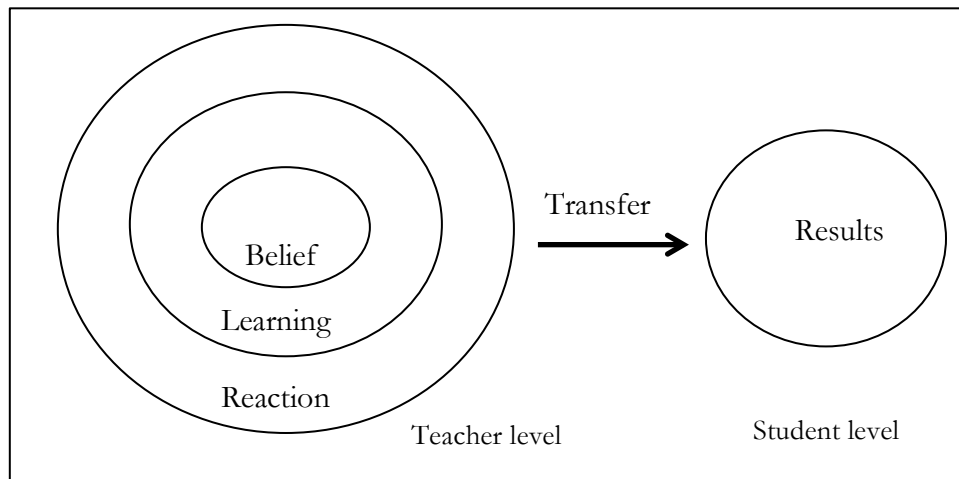 Transfer
Results
Belief
Learning
Reaction
Teacher level
Student level